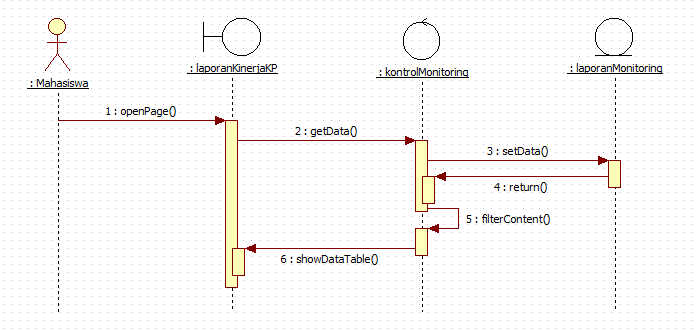 : Mahasiswa
: laporanKinerjaKP
: kontrolMonitoring
: laporanMonitoring
1 : openPage()
2 : getData()
3 : setData()
4 : return()
5 : filterContent()
6 : showDataTable()